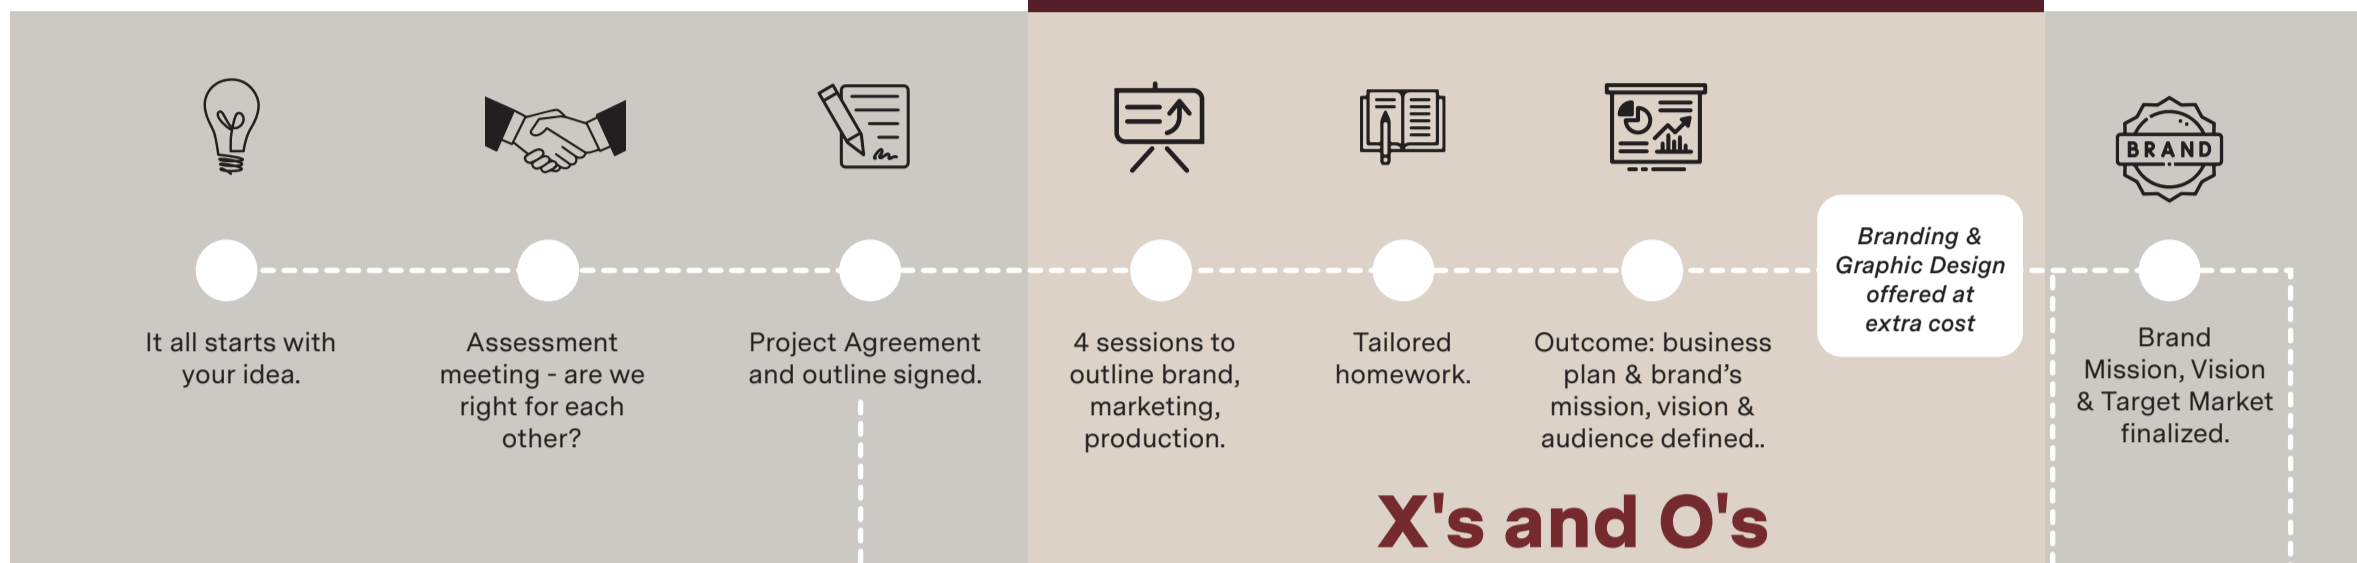 BRAND
Branding &
Graphic Design
offered at
extra cost
It all starts with
your idea.
Assessment
meeting - are we
right for each
other?
Project Agreement
and outline signed.
4 sessions to
outline brand,
marketing,
production.
Tailored
homework.
Outcome: business
plan & brand’s
mission, vision &
audience defined..
Brand
Mission, Vision
& Target Market
finalized.
X's and O's